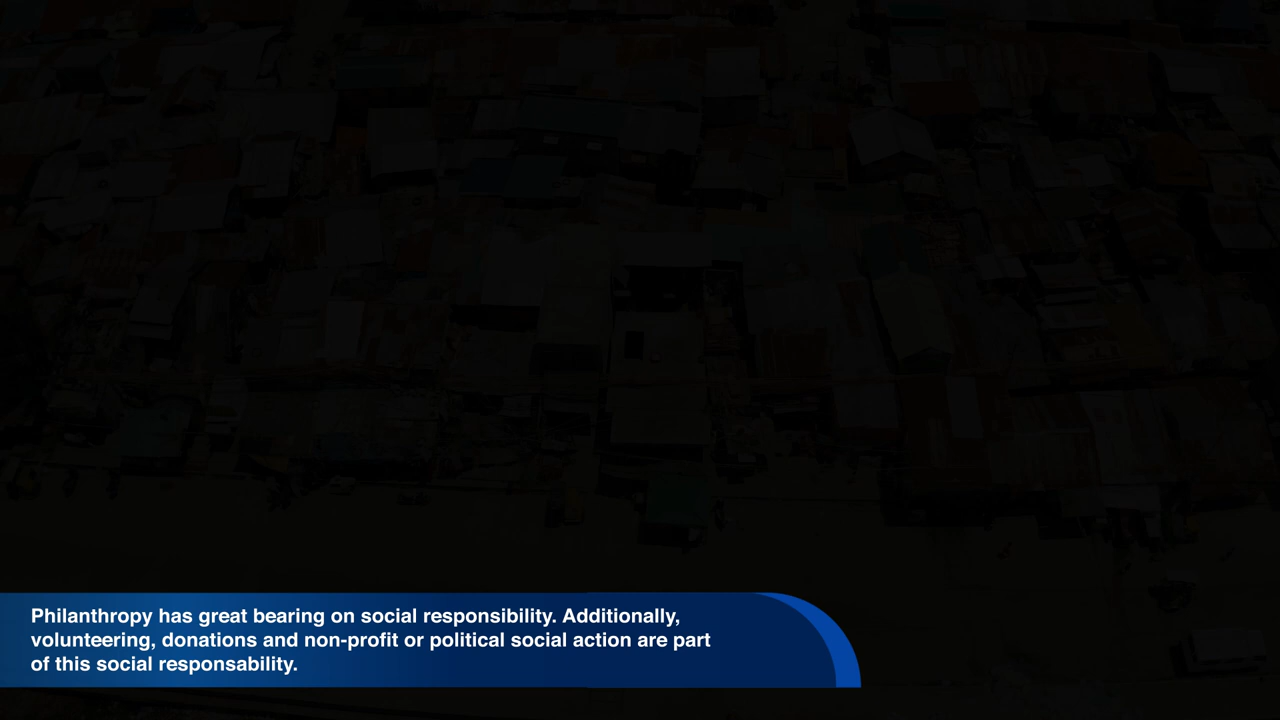 Philanthropy has great bearing on social responsibility. Additionally,
volunteering, donations and non-profit or political social action are part
of this social responsability.